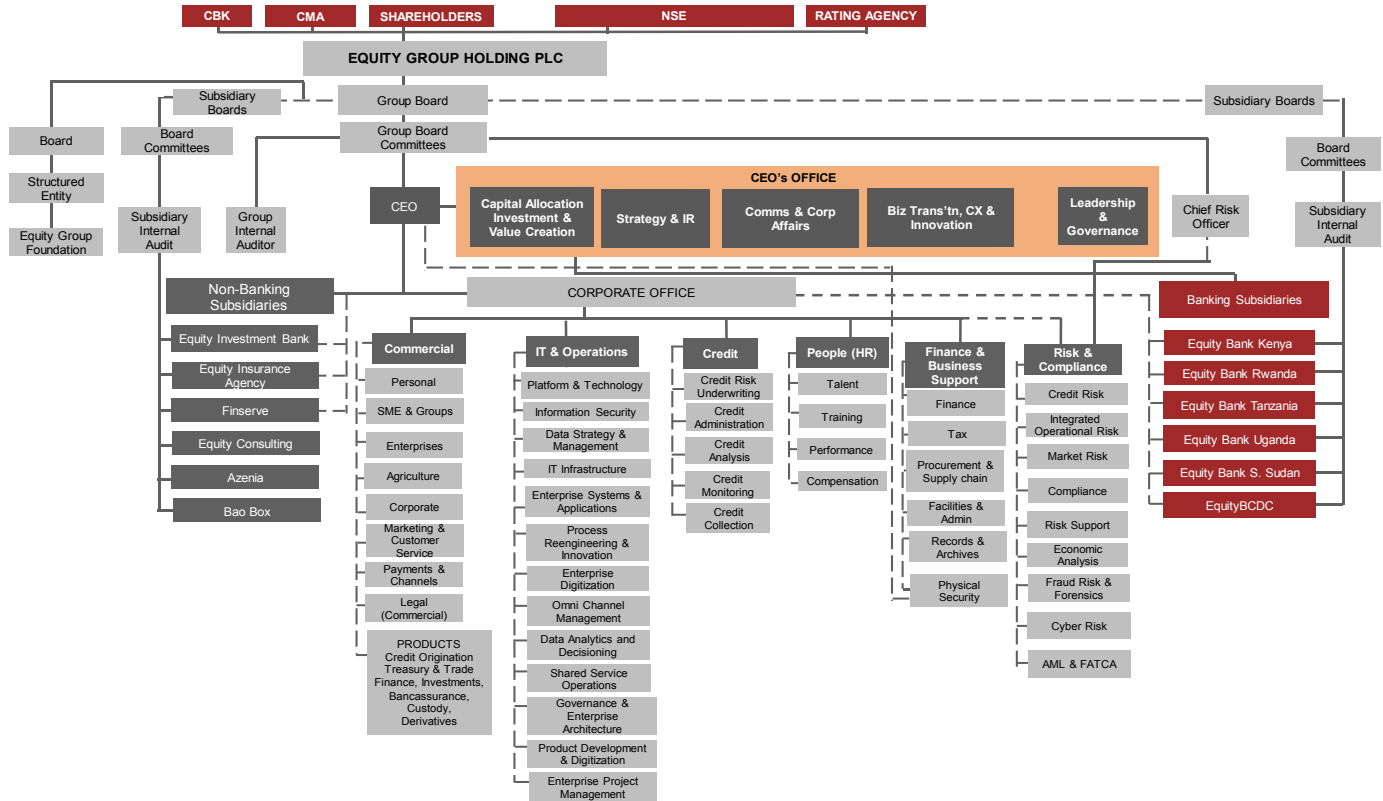 CBK
CMA
SHAREHOLDERS
NSE
RATING AGENCY
EQUITY GROUP HOLDING PLC
Subsidiary
Boards
Group Board
Subsidiary Boards
Board
Board
Committees
Group Board
Committees
Board
Committees
Structured
Entity
CEO
CEO's OFFICE
Capital Allocation
Investment &
Value Creation
Strategy & IR
Comms & Corp
Affairs
Biz Trans'tn, CX &
Innovation
Leadership
&
Governance
Chief Risk
Officer
Equity Group
Foundation
Subsidiary
Internal
Audit
Group
Internal
Auditor
Subsidiary
Internal
Audit
Non-Banking
Subsidiaries
CORPORATE OFFICE
Banking Subsidiaries
Equity Investment Bank
Equity Insurance
Agency
Finserve
Equity Consulting
Azenia
Bao Box
Commercial
Personal
SME & Groups
Enterprises
Agriculture
Corporate
Marketing &
Customer
Service
Payments &
Channels
Legal
(Commercial)
PRODUCTS
Credit Origination
Treasury & Trade
Finance, Investments,
Bancassurance,
Custody,
Derivatives
IT & Operations
Platform & Technology
Information Security
Data Strategy &
Management
IT Infrastructure
Enterprise Systems &
Applications
Process
Reengineering &
Innovation
Enterprise
Digitization
Omni Channel
Management
Data Analytics and
Decisioning
Shared Service
Operations
Governance &
Enterprise
Architecture
Product Development
& Digitization
Enterprise Project
Management
Credit
Credit Risk
Underwriting
Credit
Administration
Credit
Analysis
Credit
Monitoring
Credit
Collection
People (HR)
Talent
Training
Performance
Compensation
Finance &
Business
Support
Finance
Tax
Procurement &
Supply chain
Facilities &
Admin
Records &
Archives
Physical
Security
Risk &
Compliance
Credit Risk
Integrated
Operational Risk
Market Risk
Compliance
Risk Support
Economic
Analysis
Fraud Risk &
Forensics
Cyber Risk
AML & FATCA
Equity Bank Kenya
Equity Bank Rwanda
Equity Bank Tanzania
Equity Bank Uganda
Equity Bank S. Sudan
EquityBCDC